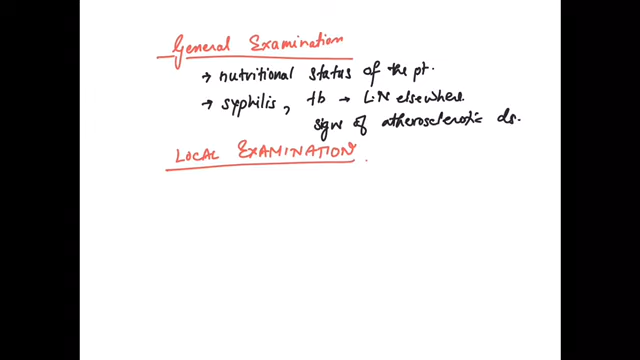 General Examination
→ nutritional status of the pt.
→ syphilis, tb → L.N elsewhere
sign of atherosclerotic ds.
LOCAL EXAMINATION.